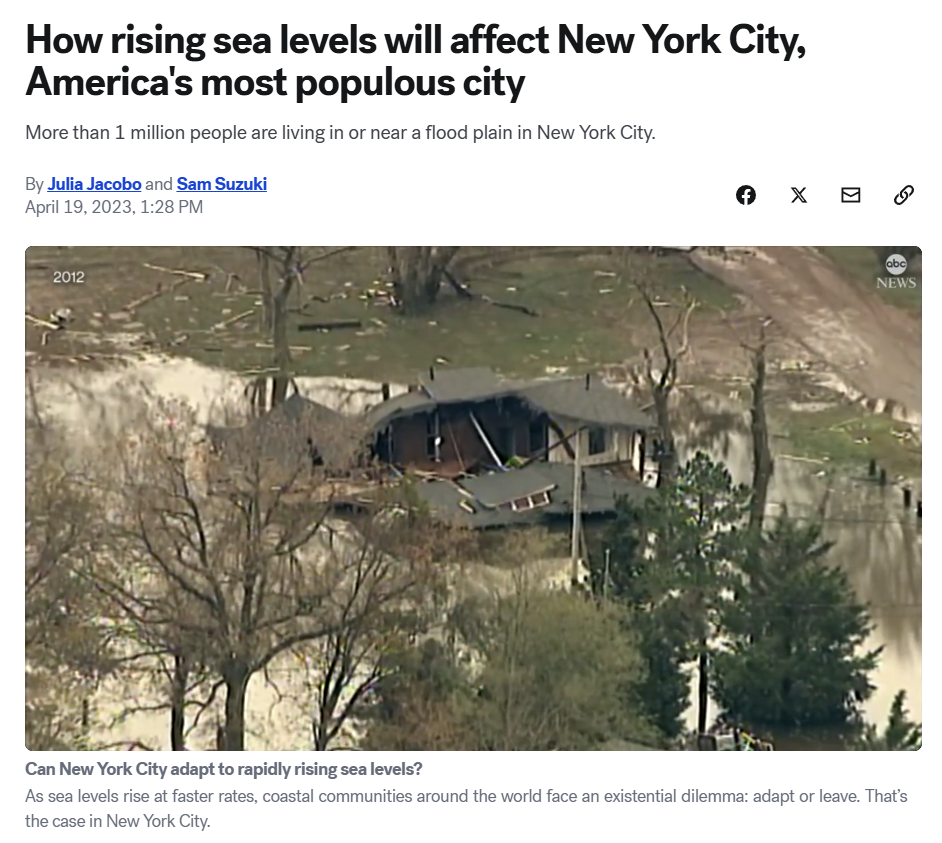 How rising sea levels will affect New York City,
America's most populous city
More than 1 million people are living in or near a flood plain in New York City.
By Julia Jacobo and Sam Suzuki
April 19, 2023, 1:28 PM
2012
abc
NEWS
Can New York City adapt to rapidly rising sea levels?
As sea levels rise at faster rates, coastal communities around the world face an existential dilemma: adapt or leave. That’s
the case in New York City.